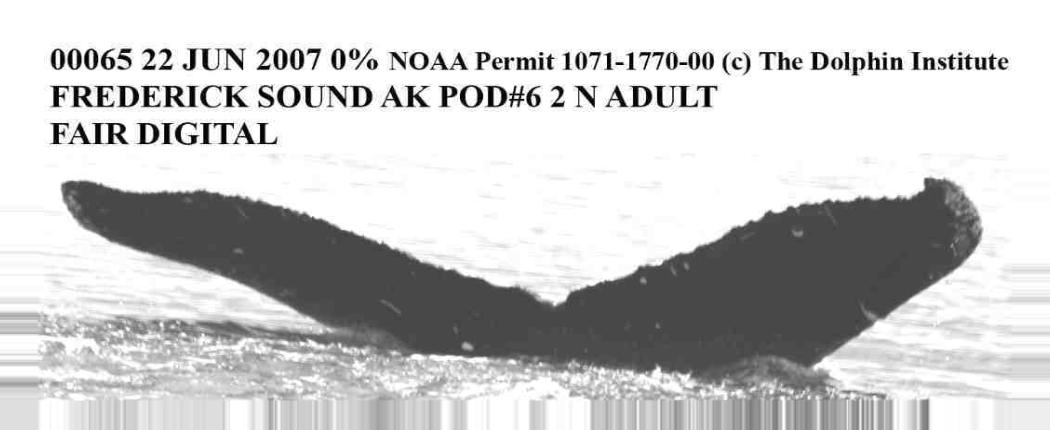 00065 22 JUN 2007 0% NOAA Permit 1071-1770-00 (c) The Dolphin Institute
FREDERICK SOUND AK POD#6 2 N ADULT
FAIR DIGITAL